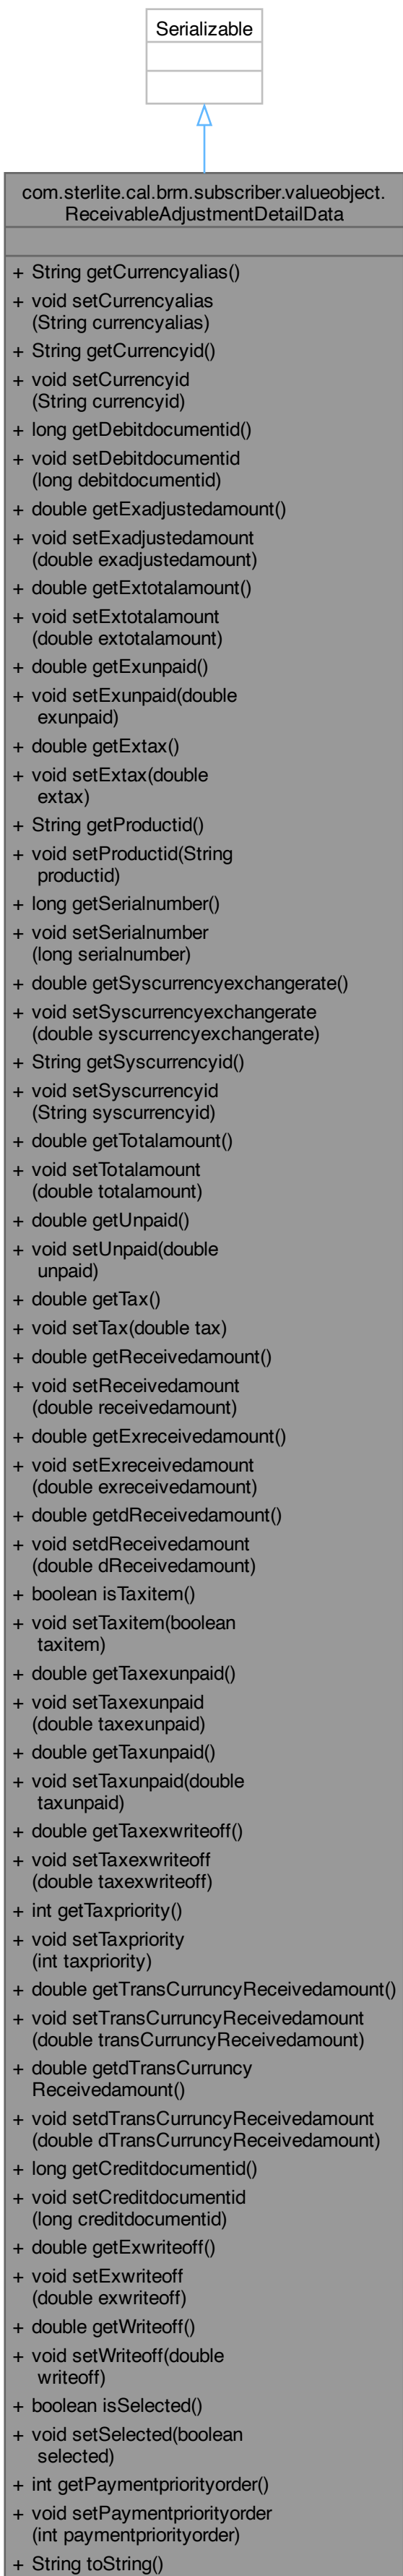 Serializable
com.sterlite.cal.brm.subscriber.valueobject.
ReceivableAdjustmentDetailData
+ String getCurrencyalias()
+ void setCurrencyalias
(String currencyalias)
+ String getCurrencyid()
+ void setCurrencyid
(String currencyid)
+ long getDebitdocumentid()
+ void setDebitdocumentid
(long debitdocumentid)
+ double getExadjustedamount()
+ void setExadjustedamount
(double exadjustedamount)
+ double getExtotalamount()
+ void setExtotalamount
(double extotalamount)
+ double getExunpaid()
+ void setExunpaid(double
exunpaid)
+ double getExtax()
+ void setExtax(double
extax)
+ String getProductid()
+ void setProductid(String
productid)
+ long getSerialnumber()
+ void setSerialnumber
(long serialnumber)
+ double getSyscurrencyexchangerate()
+ void setSyscurrencyexchangerate
(double syscurrencyexchangerate)
+ String getSyscurrencyid()
+ void setSyscurrencyid
(String syscurrencyid)
+ double getTotalamount()
+ void setTotalamount
(double totalamount)
+ double getUnpaid()
+ void setUnpaid(double
unpaid)
+ double getTax()
+ void setTax(double tax)
+ double getReceivedamount()
+ void setReceivedamount
(double receivedamount)
+ double getExreceivedamount()
+ void setExreceivedamount
(double exreceivedamount)
+ double getdReceivedamount()
+ void setdReceivedamount
(double dReceivedamount)
+ boolean isTaxitem()
+ void setTaxitem(boolean
taxitem)
+ double getTaxexunpaid()
+ void setTaxexunpaid
(double taxexunpaid)
+ double getTaxunpaid()
+ void setTaxunpaid(double
taxunpaid)
+ double getTaxexwriteoff()
+ void setTaxexwriteoff
(double taxexwriteoff)
+ int getTaxpriority()
+ void setTaxpriority
(int taxpriority)
+ double getTransCurruncyReceivedamount()
+ void setTransCurruncyReceivedamount
(double transCurruncyReceivedamount)
+ double getdTransCurruncy
Receivedamount()
+ void setdTransCurruncyReceivedamount
(double dTransCurruncyReceivedamount)
+ long getCreditdocumentid()
+ void setCreditdocumentid
(long creditdocumentid)
+ double getExwriteoff()
+ void setExwriteoff
(double exwriteoff)
+ double getWriteoff()
+ void setWriteoff(double
writeoff)
+ boolean isSelected()
+ void setSelected(boolean
selected)
+ int getPaymentpriorityorder()
+ void setPaymentpriorityorder
(int paymentpriorityorder)
+ String toString()